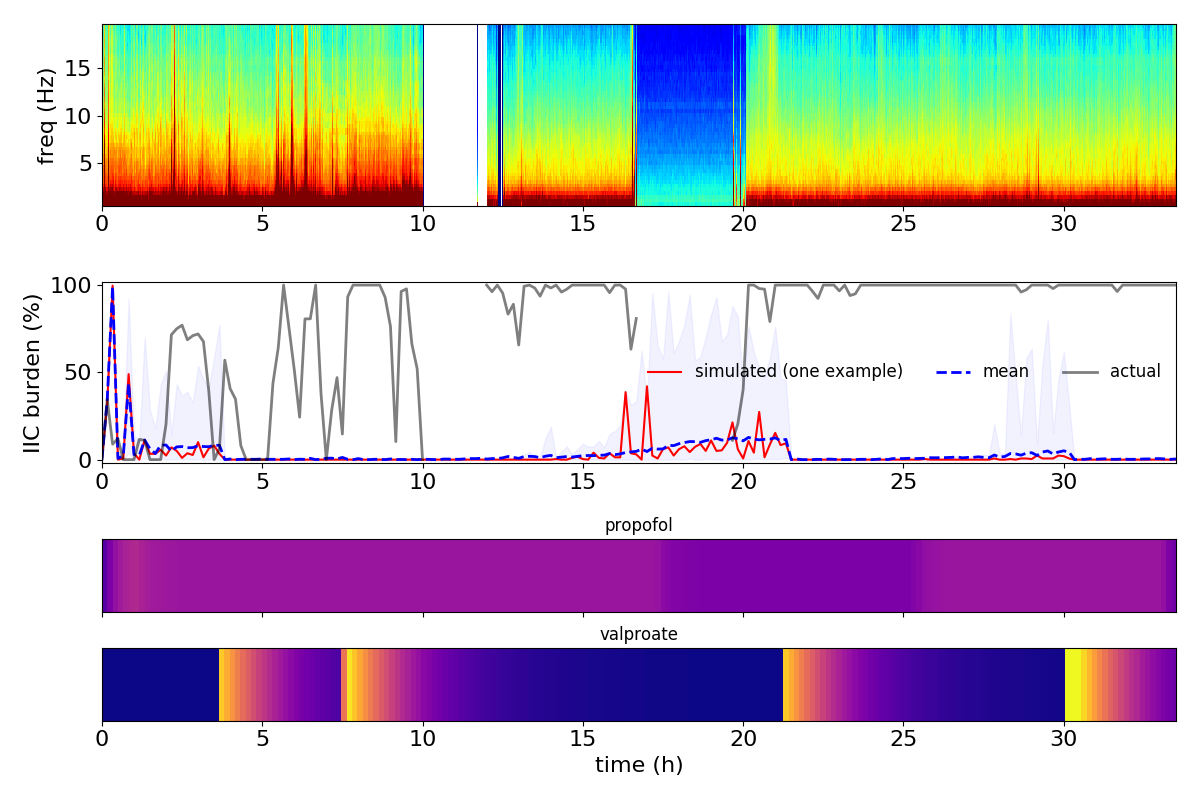 freq (Hz)
15
10
5
0 5 10 15 20 25 30
IIC burden (%)
100
50
0
simulated (one example) mean actual
0 5 10 15 20 25 30
propofol
valproate
0 5 10 15 20 25 30
time (h)